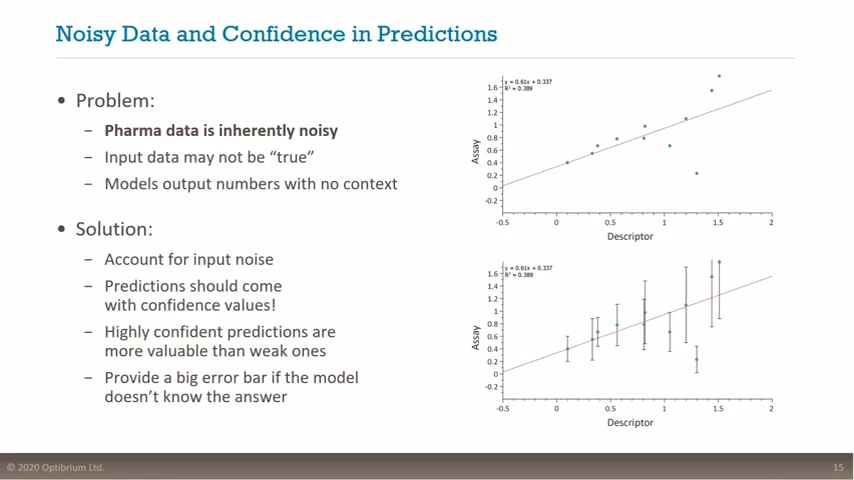 Noisy Data and Confidence in Predictions
• Problem:
− Pharma data is inherently noisy
− Input data may not be “true”
− Models output numbers with no context
• Solution:
− Account for input noise
− Predictions should come
with confidence values!
− Highly confident predictions are
more valuable than weak ones
− Provide a big error bar if the model
doesn’t know the answer
y = 0.61x + 0.337
R² = 0.389
1.6
1.4
1.2
1
0.8
0.6
0.4
0.2
0
-0.2
Assay
-0.5 0 0.5 1 1.5 2
Descriptor
y = 0.61x + 0.337
R² = 0.389
1.6
1.4
1.2
1
0.8
0.6
0.4
0.2
0
-0.2
Assay
-0.5 0 0.5 1 1.5 2
Descriptor
© 2020 Optibrium Ltd.
15